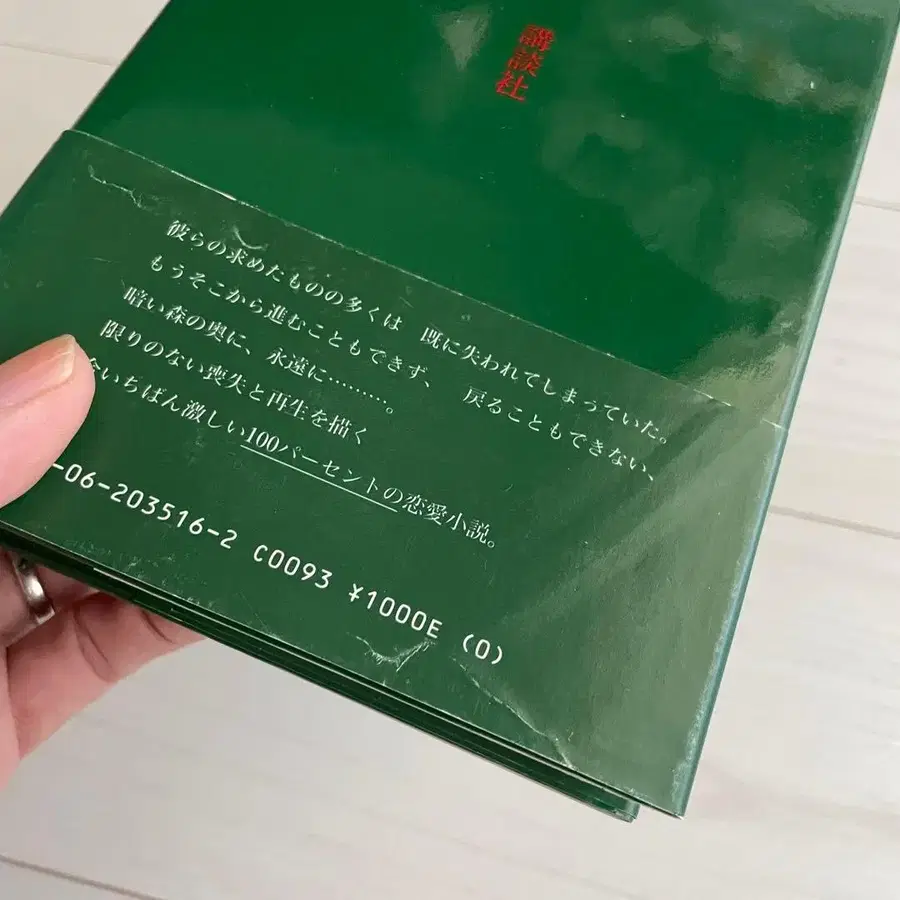 講談社
彼らの求めたものの多くは　既に失われてしまっていた。
もうそこから進むこともできず、　戻ることもできない、
暗い森の奥に、永遠に………。
限りのない喪失と再生を描く
いちばん激しい100パーセントの恋愛小説。
-06-203516-2 C0093 ¥1000E (0)